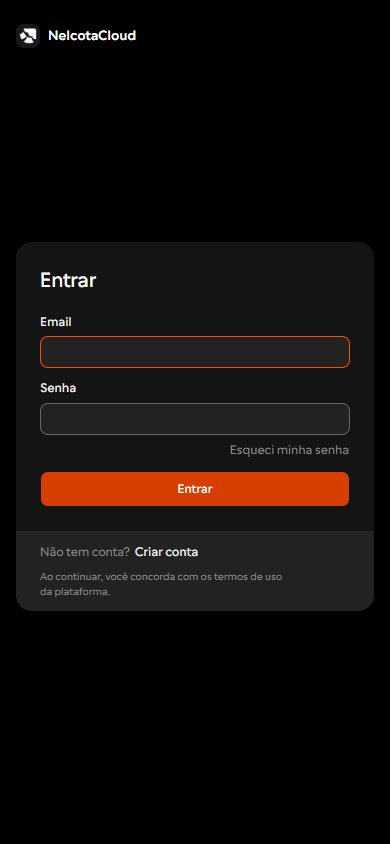 NelcotaCloud
Entrar
Email
Senha
Esqueci minha senha
Entrar
Não tem conta? Criar conta
Ao continuar, você concorda com os termos de uso
da plataforma.